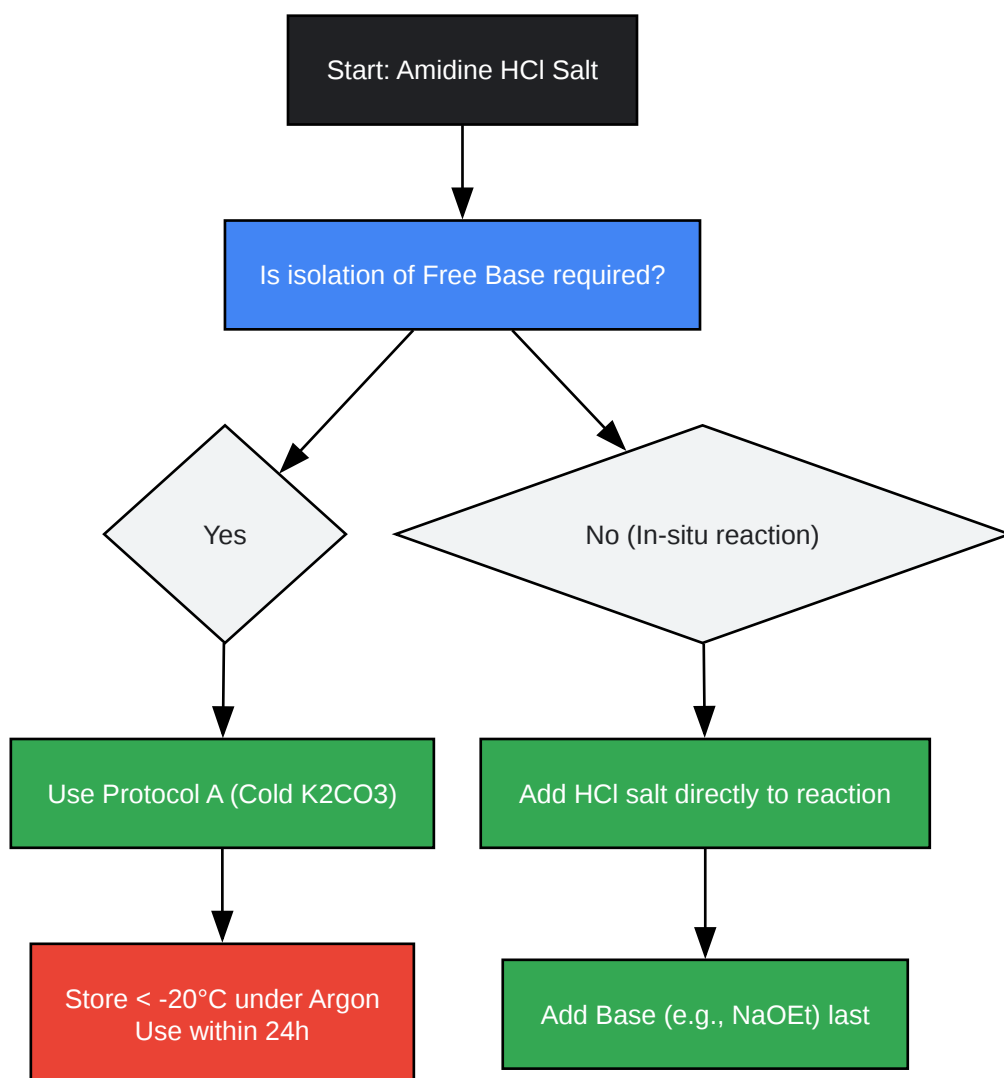 Start: Amidine HCl Salt
Is isolation of Free Base required?
Yes
No (In-situ reaction)
Use Protocol A (Cold K2CO3)
Add HCl salt directly to reaction
Store < -20°C under Argon
Use within 24h
Add Base (e.g., NaOEt) last